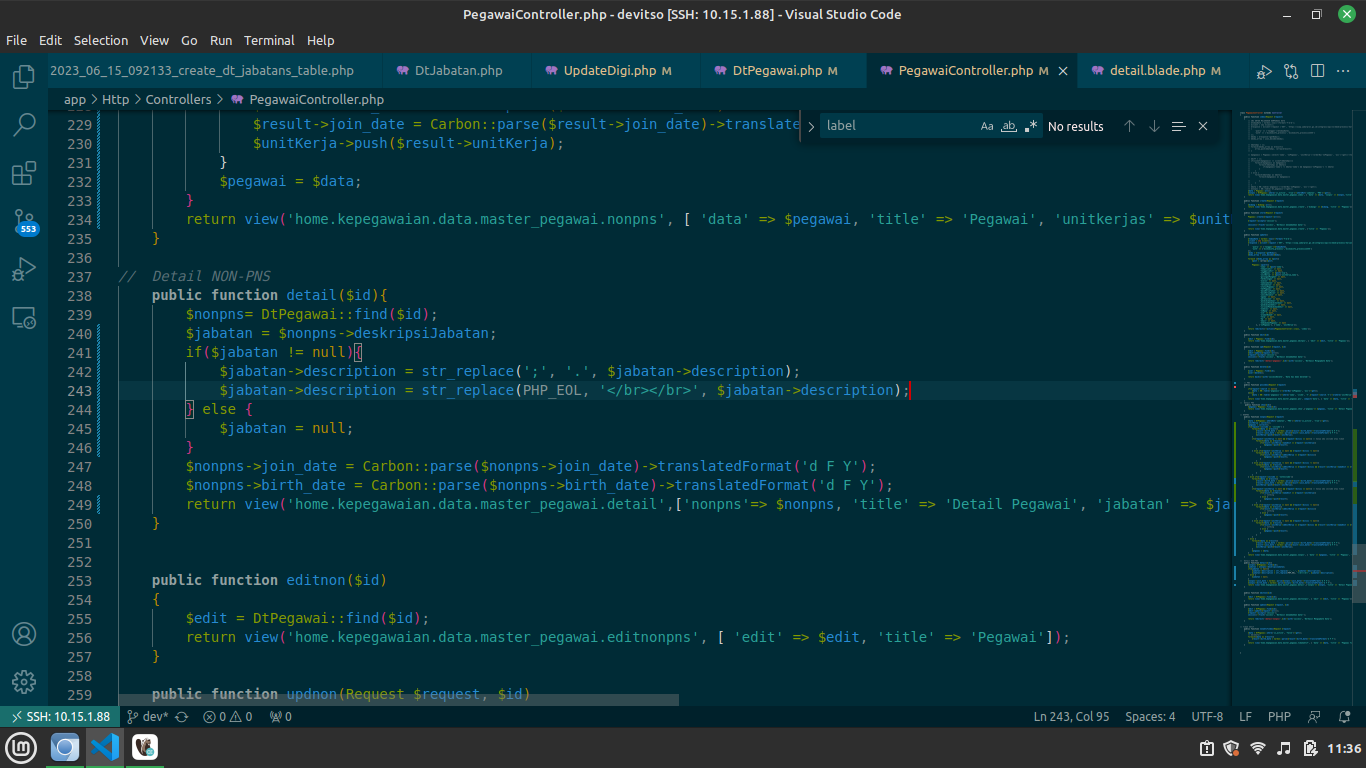 PegawaiController.php - devitso [SSH: 10.15.1.88] - Visual Studio Code
File Edit Selection View Go Run Terminal Help
2023_06_15_092133_create_dt_jabatans_table.php DtJabatan.php UpdateDigi.php M DtPegawai.php M PegawaiController.php M detail.blade.php M
app > Http > Controllers > PegawaiController.php
label Aa ab No results
229 $result->join_date = Carbon::parse($result->join_date)->translate
230 $unitKerja->push($result->unitKerja);
231 }
232 $pegawai = $data;
233 }
234 return view('home.kepegawaian.data.master_pegawai.nonpns', [ 'data' => $pegawai, 'title' => 'Pegawai', 'unitkerjas' => $unit
235 }
236
237 // Detail NON-PNS
238 public function detail($id){
239 $nonpns= DtPegawai::find($id);
240 $jabatan = $nonpns->deskripsiJabatan;
241 if($jabatan != null){
242 $jabatan->description = str_replace(';', '.', $jabatan->description);
243 $jabatan->description = str_replace(PHP_EOL, '</br></br>', $jabatan->description);
244 } else {
245 $jabatan = null;
246 }
247 $nonpns->join_date = Carbon::parse($nonpns->join_date)->translatedFormat('d F Y');
248 $nonpns->birth_date = Carbon::parse($nonpns->birth_date)->translatedFormat('d F Y');
249 return view('home.kepegawaian.data.master_pegawai.detail',['nonpns'=> $nonpns, 'title' => 'Detail Pegawai', 'jabatan' => $ja
250 }
251
252
253 public function editnon($id)
254 {
255 $edit = DtPegawai::find($id);
256 return view('home.kepegawaian.data.master_pegawai.editnonpns', [ 'edit' => $edit, 'title' => 'Pegawai']);
257 }
258
259 public function updnon(Request $request, $id)
553
SSH: 10.15.1.88 dev* 0 0 0 Ln 243, Col 95 Spaces: 4 UTF-8 LF PHP
11:36